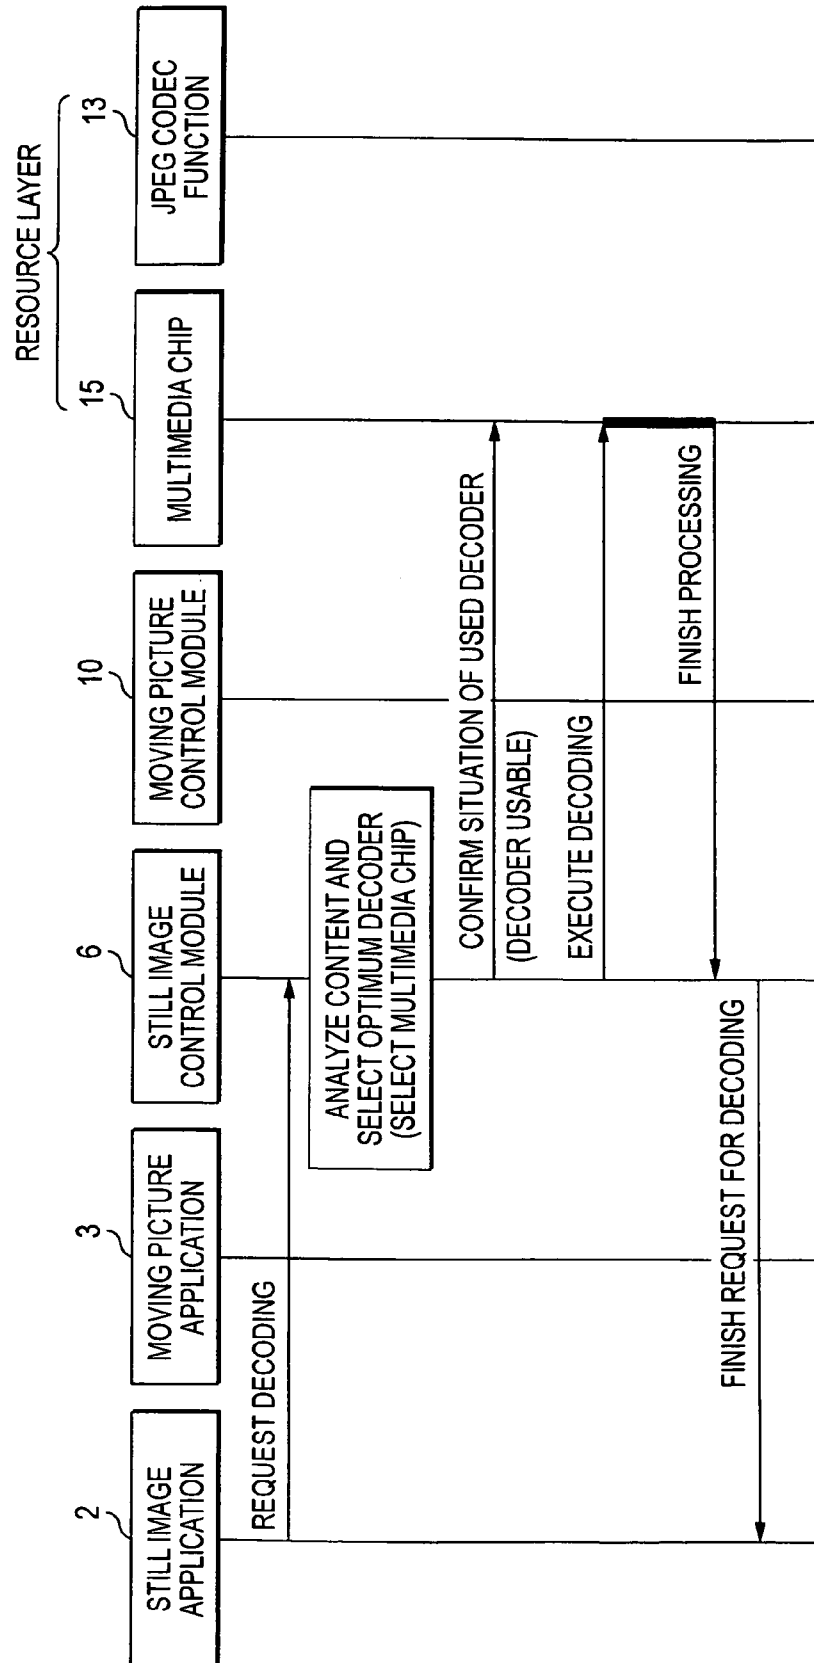 RESOURCE LAYER
2
3
6
10
15
13
STILL IMAGE
APPLICATION
MOVING PICTURE
APPLICATION
STILL IMAGE
CONTROL MODULE
MOVING PICTURE
CONTROL MODULE
MULTIMEDIA CHIP
JPEG CODEC
FUNCTION
REQUEST DECODING
ANALYZE CONTENT AND
SELECT OPTIMUM DECODER
(SELECT MULTIMEDIA CHIP)
CONFIRM SITUATION OF USED DECODER
(DECODER USABLE)
EXECUTE DECODING
FINISH PROCESSING
FINISH REQUEST FOR DECODING